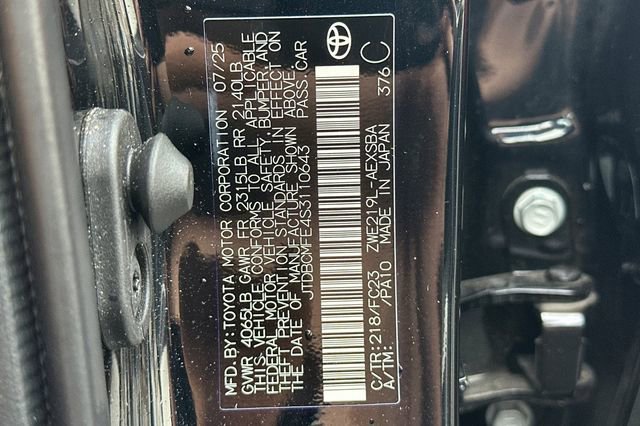 MFD. BY: TOYOTA MOTOR CORPORATION 07/25
GVWR 4065LB GAWR FR 2315LB RR 2140LB
THIS VEHICLE CONFORMS TO ALL APPLICABLE
FEDERAL MOTOR VEHICLE SAFETY, BUMPER, AND
THEFT PREVENTION STANDARDS IN EFFECT ON
THE DATE OF MANUFACTURE SHOWN ABOVE.
JTDBCMFE4S3110643 PASS.CAR
C/TR: 218/FC23 ZWE219L-AEXSBA
A/TM: /PA10 MADE IN JAPAN 376 C